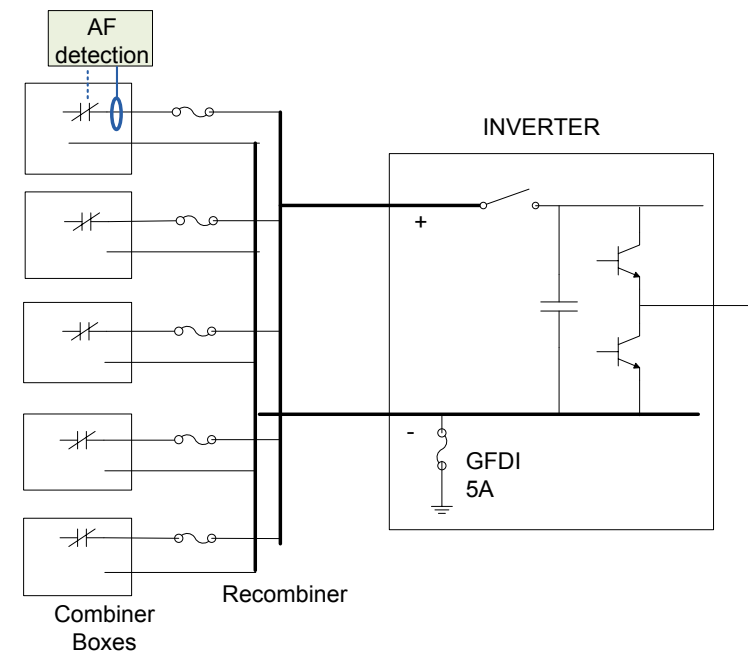 AF
detection
INVERTER
+
-
GFDI
5A
Recombiner
Combiner
Boxes